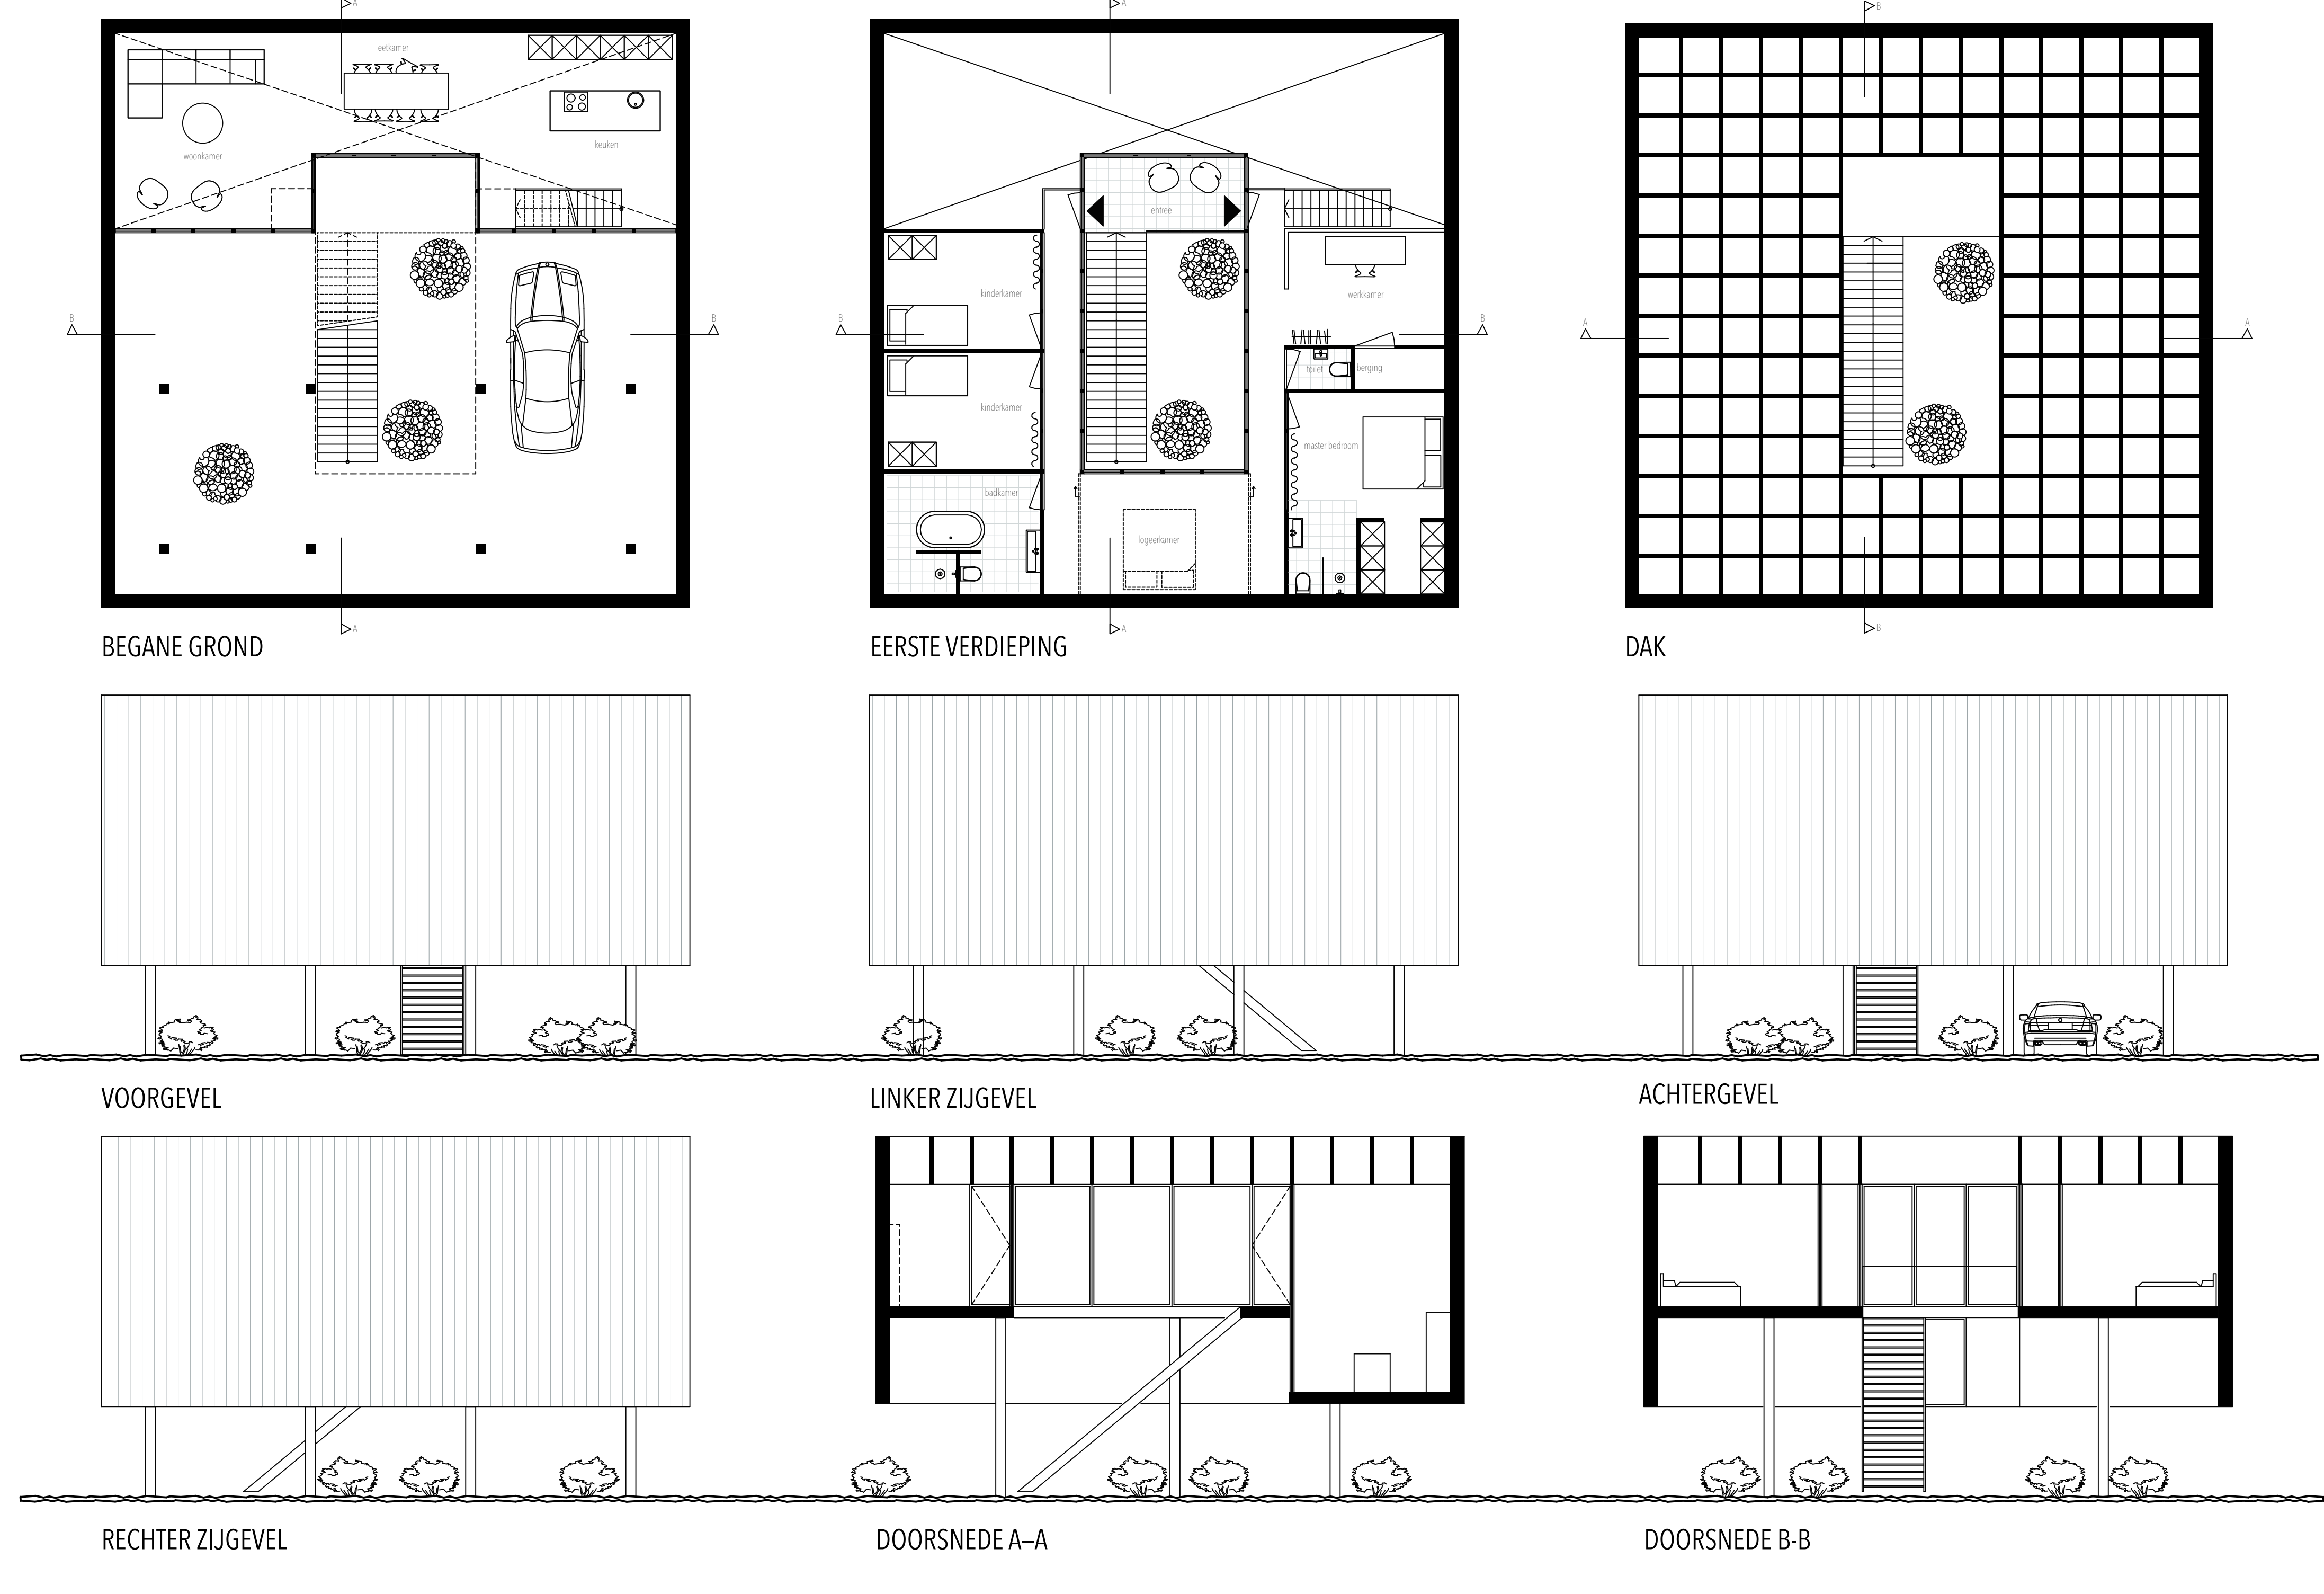 A
A
B
eetkamer
woonkamer
keuken
B
B
A
BEGANE GROND
entree
kinderkamer
werkkamer
B
B
toilet
berging
kinderkamer
master bedroom
badkamer
logeerkamer
A
EERSTE VERDIEPING
A
A
B
DAK
VOORGEVEL
LINKER ZIJGEVEL
ACHTERGEVEL
RECHTER ZIJGEVEL
DOORSNEDE A–A
DOORSNEDE B-B